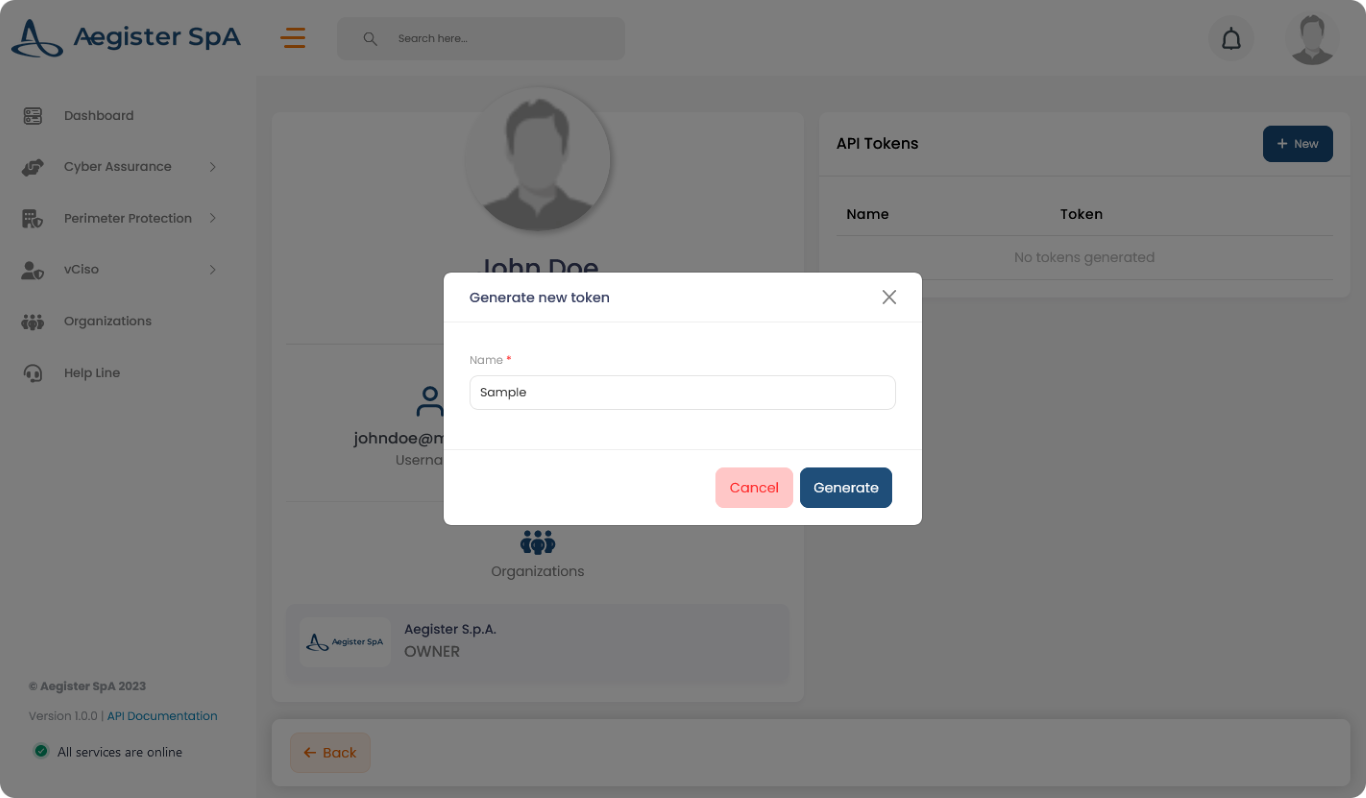 Aegister SpA
Search here...
Dashboard
Cyber Assurance
Perimeter Protection
vCiso
Organizations
Help Line
© Aegister SpA 2023
Version 1.0.0 | API Documentation
All services are online
John Doe
johndoe@m
Userna
Organizations
Aegister SpA
Aegister S.p.A.
OWNER
Back
API Tokens
+ New
Name Token
No tokens generated
Generate new token
Name *
Sample
Cancel
Generate